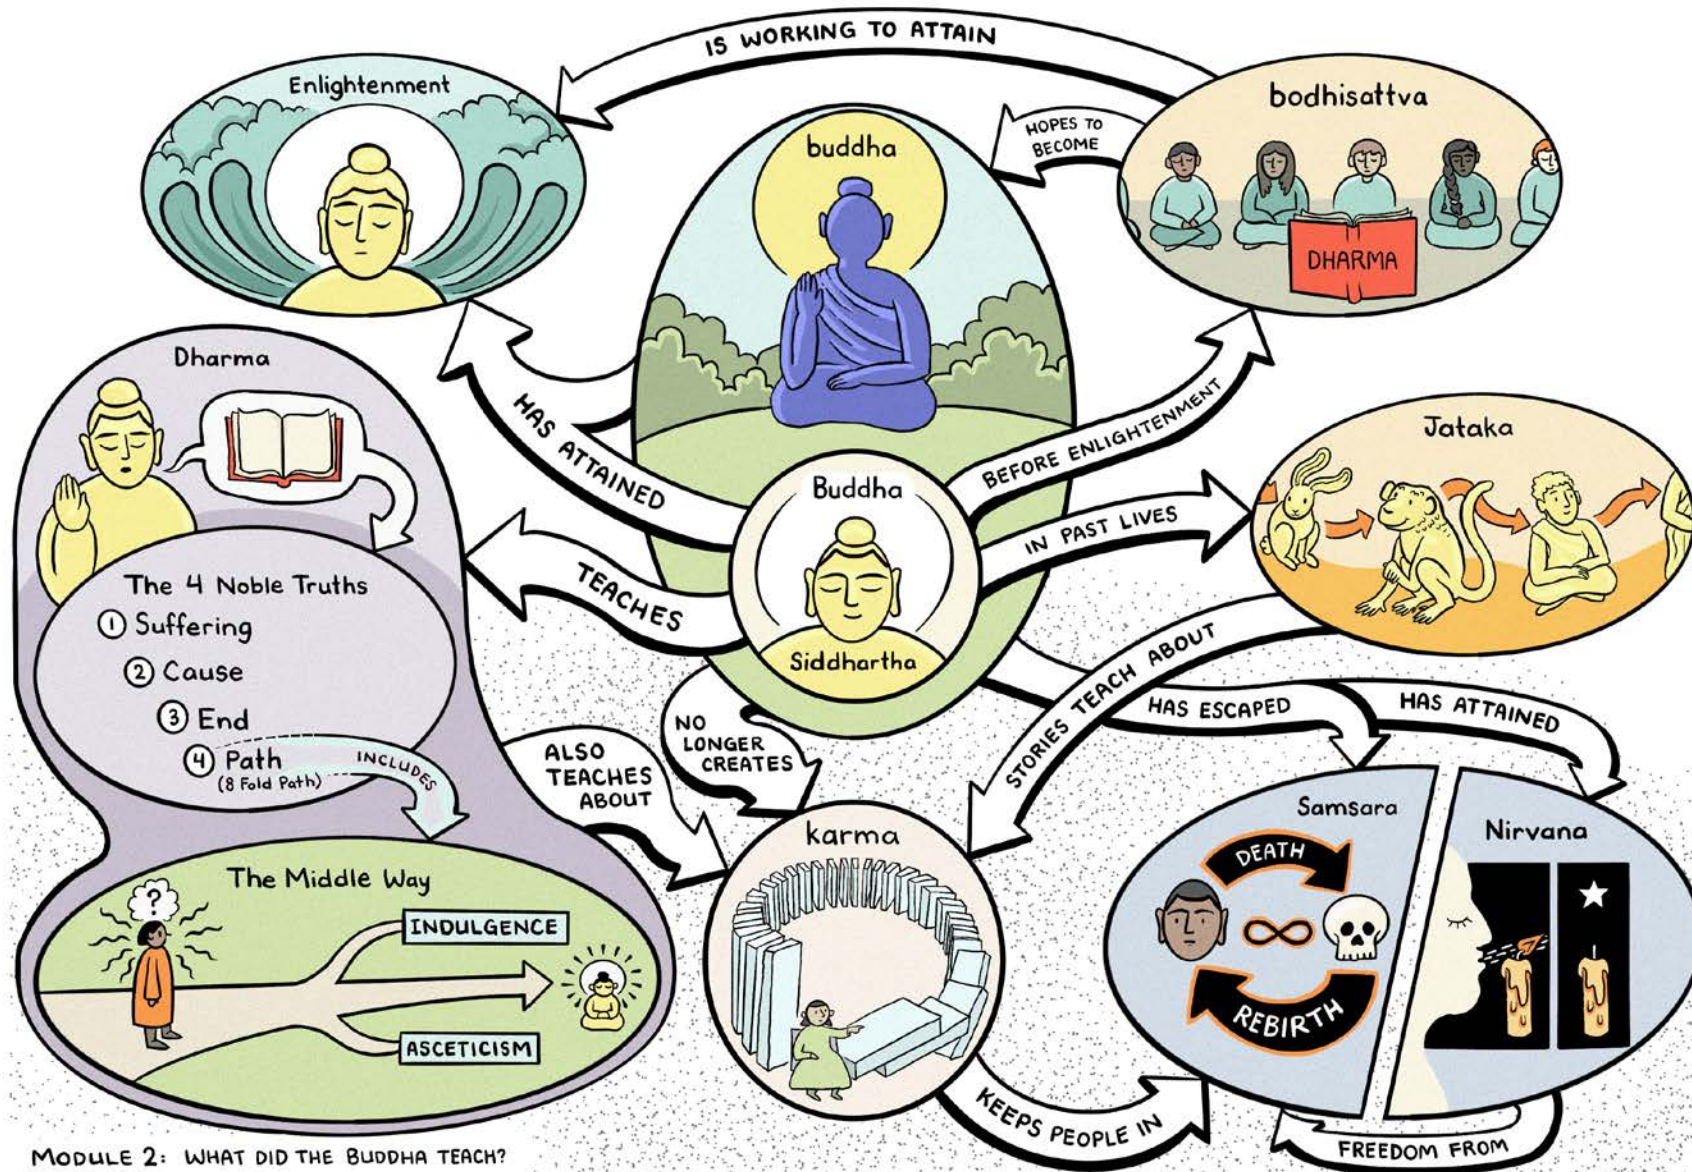 IS WORKING TO ATTAIN
Enlightenment
buddha
HOPES TO
BECOME
bodhisattva
DHARMA
Dharma
HAS ATTAINED
BEFORE ENLIGHTENMENT
Jataka
Buddha
Siddhartha
IN PAST LIVES
TEACHES
The 4 Noble Truths
1 Suffering
2 Cause
3 End
4 Path
(8 Fold Path)
INCLUDES
ALSO
TEACHES
ABOUT
NO
LONGER
CREATES
STORIES TEACH ABOUT
HAS ESCAPED
HAS ATTAINED
The Middle Way
?
INDULGENCE
ASCETICISM
karma
Samsara
DEATH
REBIRTH
Nirvana
KEEPS PEOPLE IN
FREEDOM FROM
MODULE 2: WHAT DID THE BUDDHA TEACH?